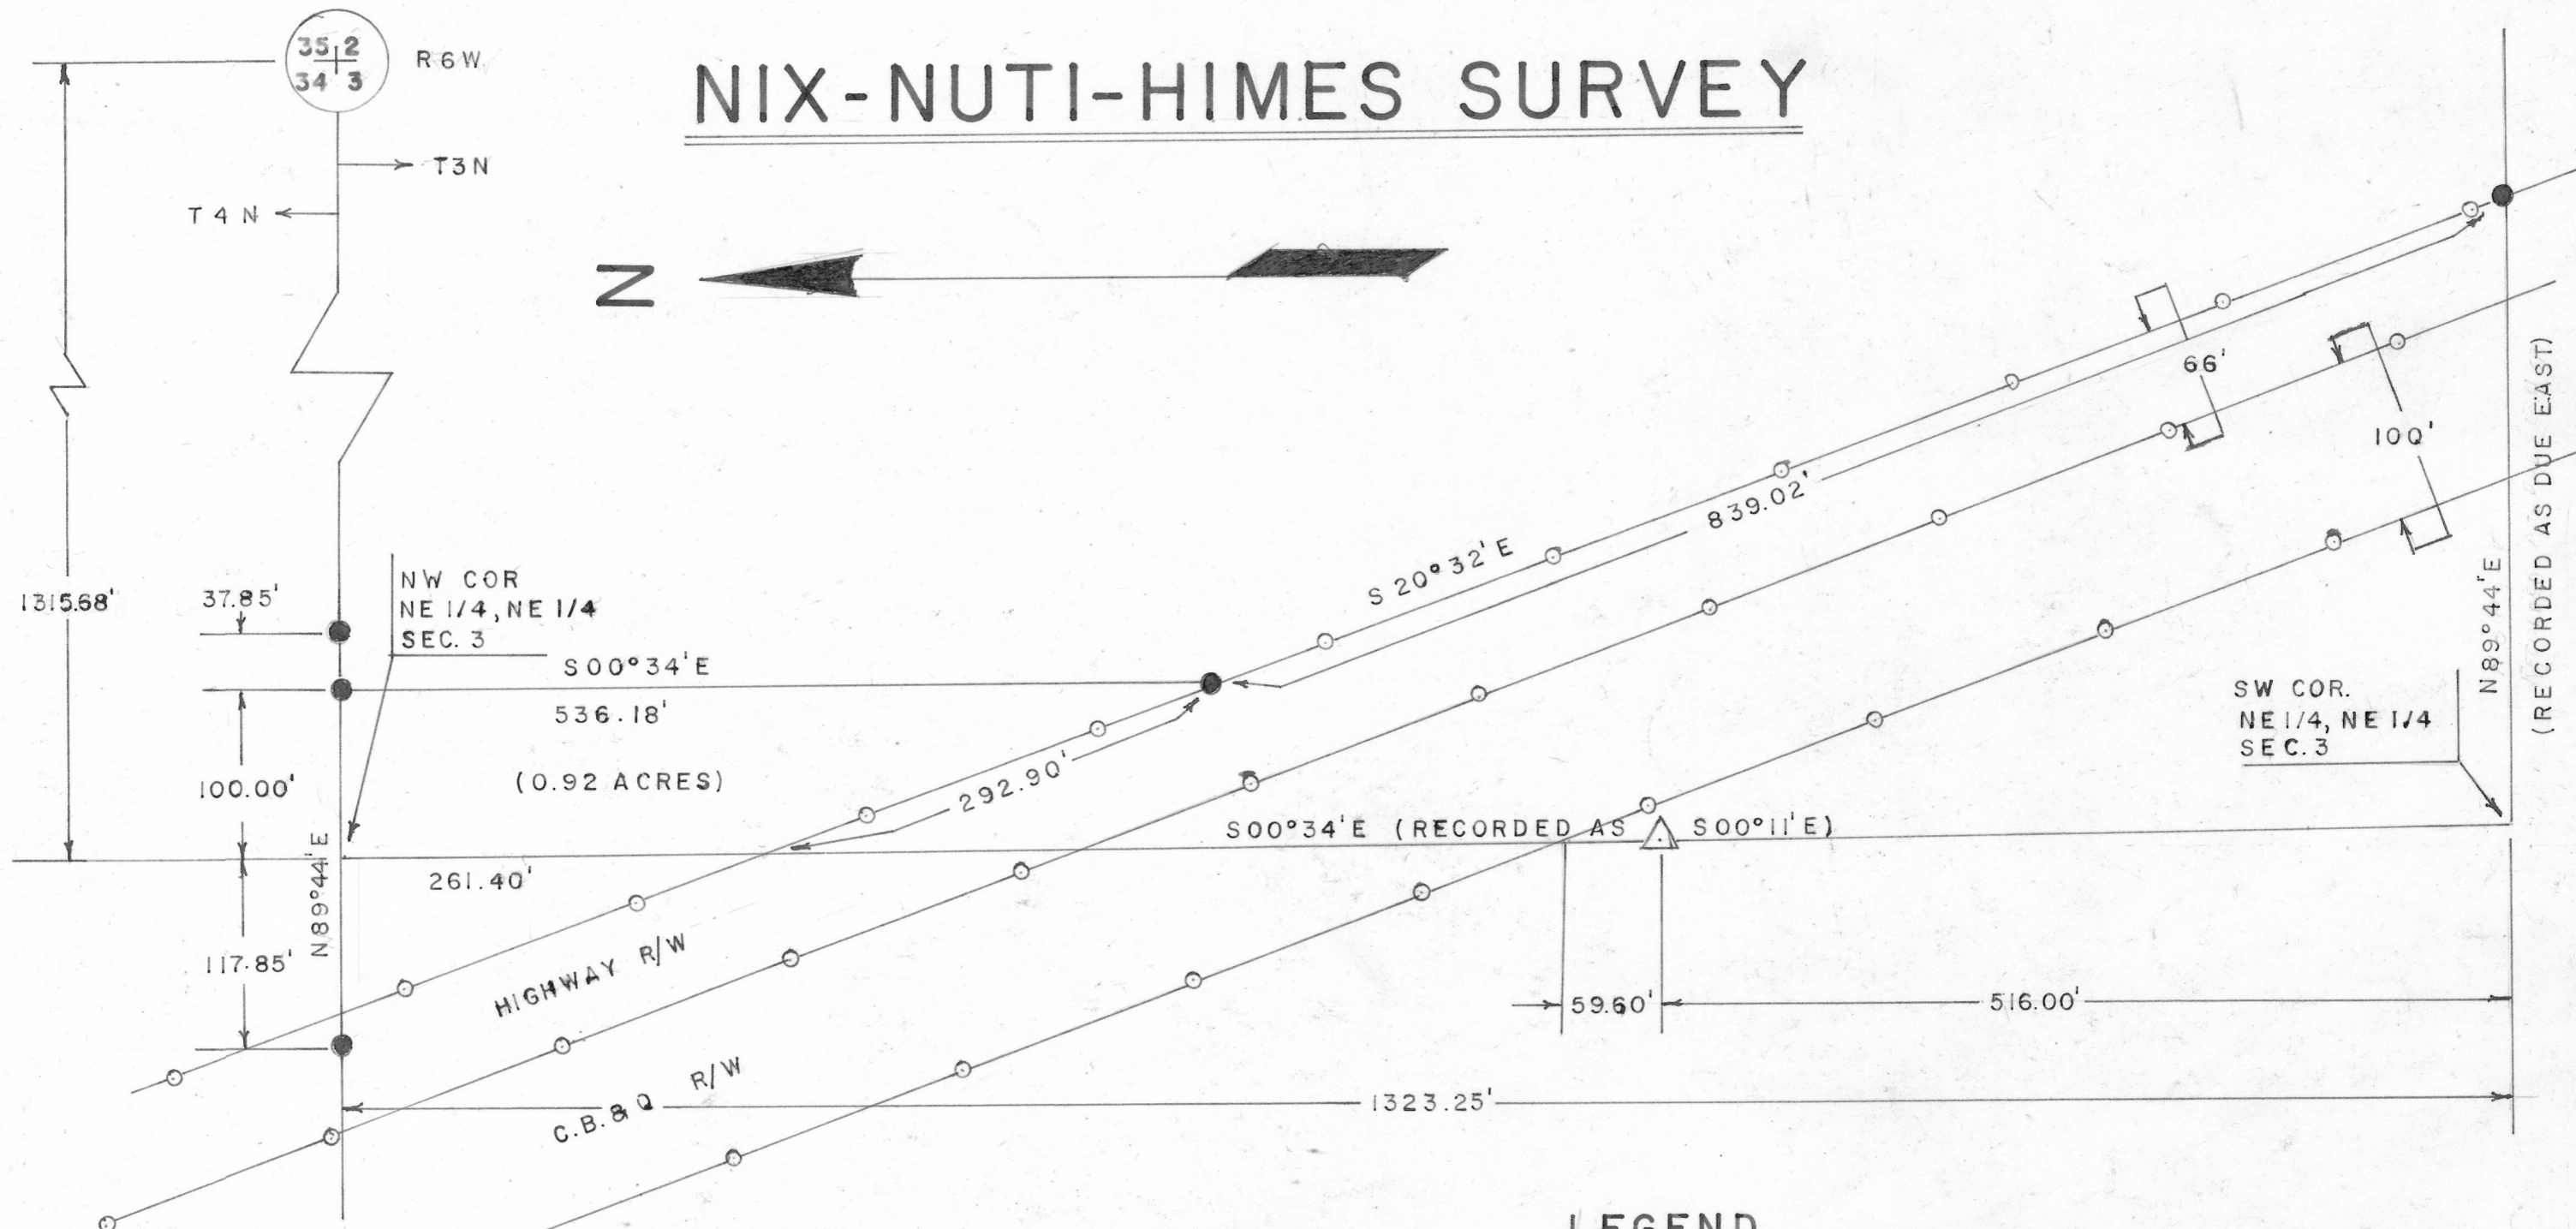 35 2
34 3
R 6 W
NIX-NUTI-HIMES SURVEY
T3N
T 4 N
N
66'
100'
(RECORDED AS DUE EAST)
N89°44'E
839.02'
S 20°32'E
1315.68'
37.85'
NW COR
NE 1/4, NE 1/4
SEC. 3
S00°34'E
536.18'
(0.92 ACRES)
100.00'
292.90'
SW COR.
NE 1/4, NE 1/4
SEC. 3
S00°34'E (RECORDED AS S00°11'E)
261.40'
N89°44'E
117.85'
HIGHWAY R/W
59.60'
516.00'
C.B.&Q R/W
1323.25'
LEGEND